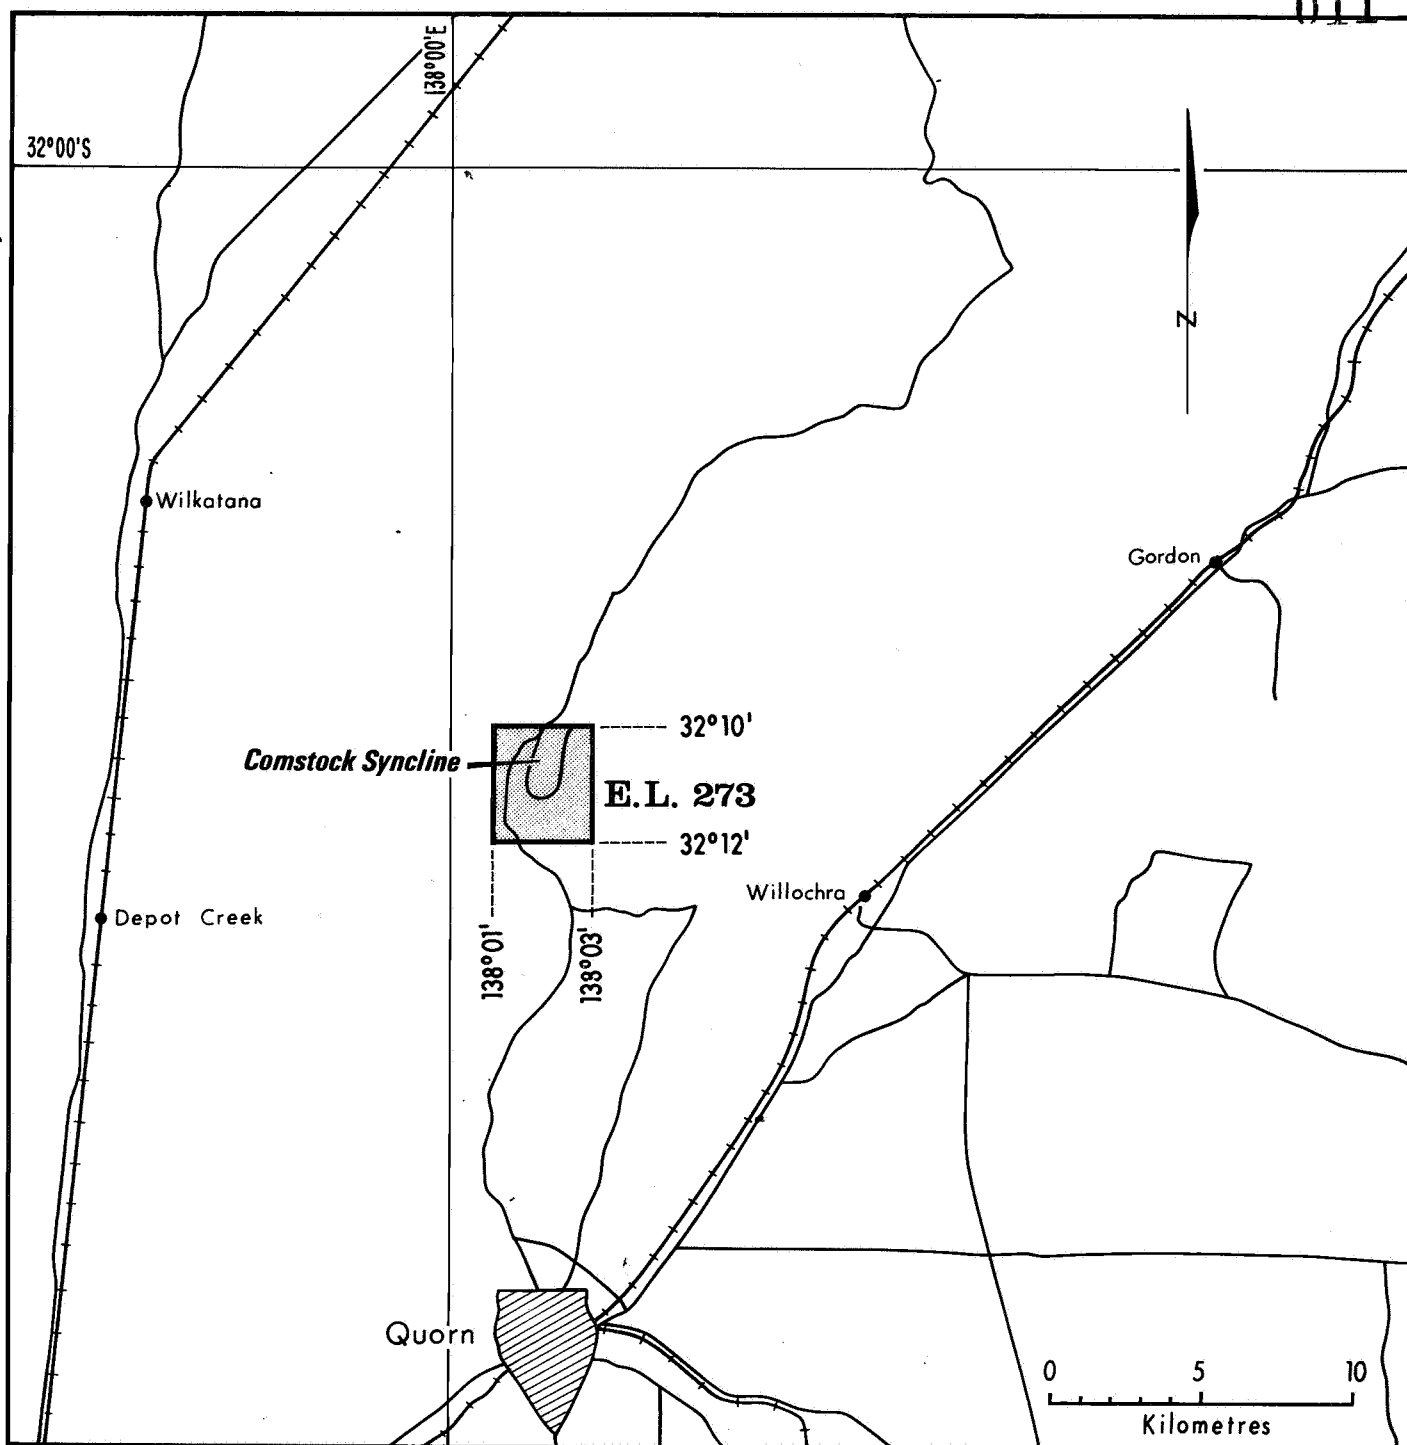 138°00'E
32°00'S
N
Wilkatana
Gordon
32°10'
Comstock Syncline
E.L. 273
32°12'
Willochra
Depot Creek
138°01'
138°03'
Quorn
0 5 10
Kilometres